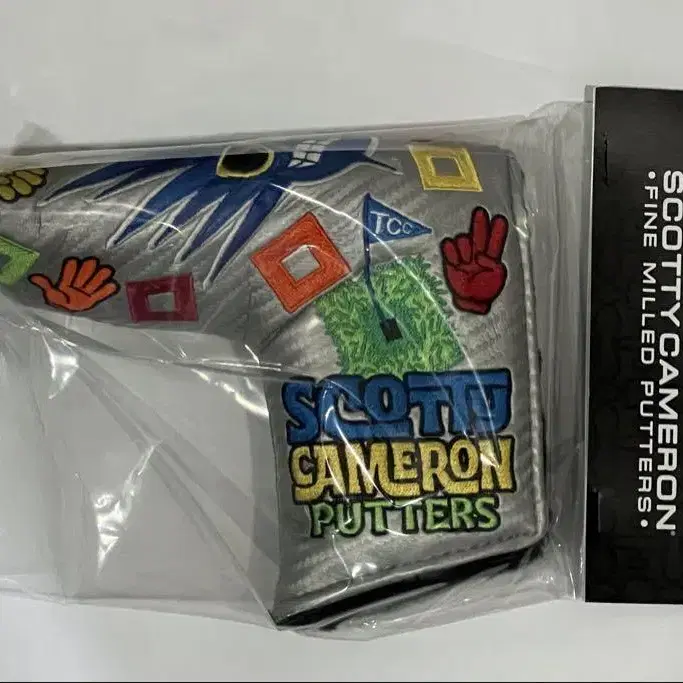 TCC
SCOTTY
CAMERON
PUTTERS
SCOTTY CAMERON®
• FINE MILLED PUTTERS •